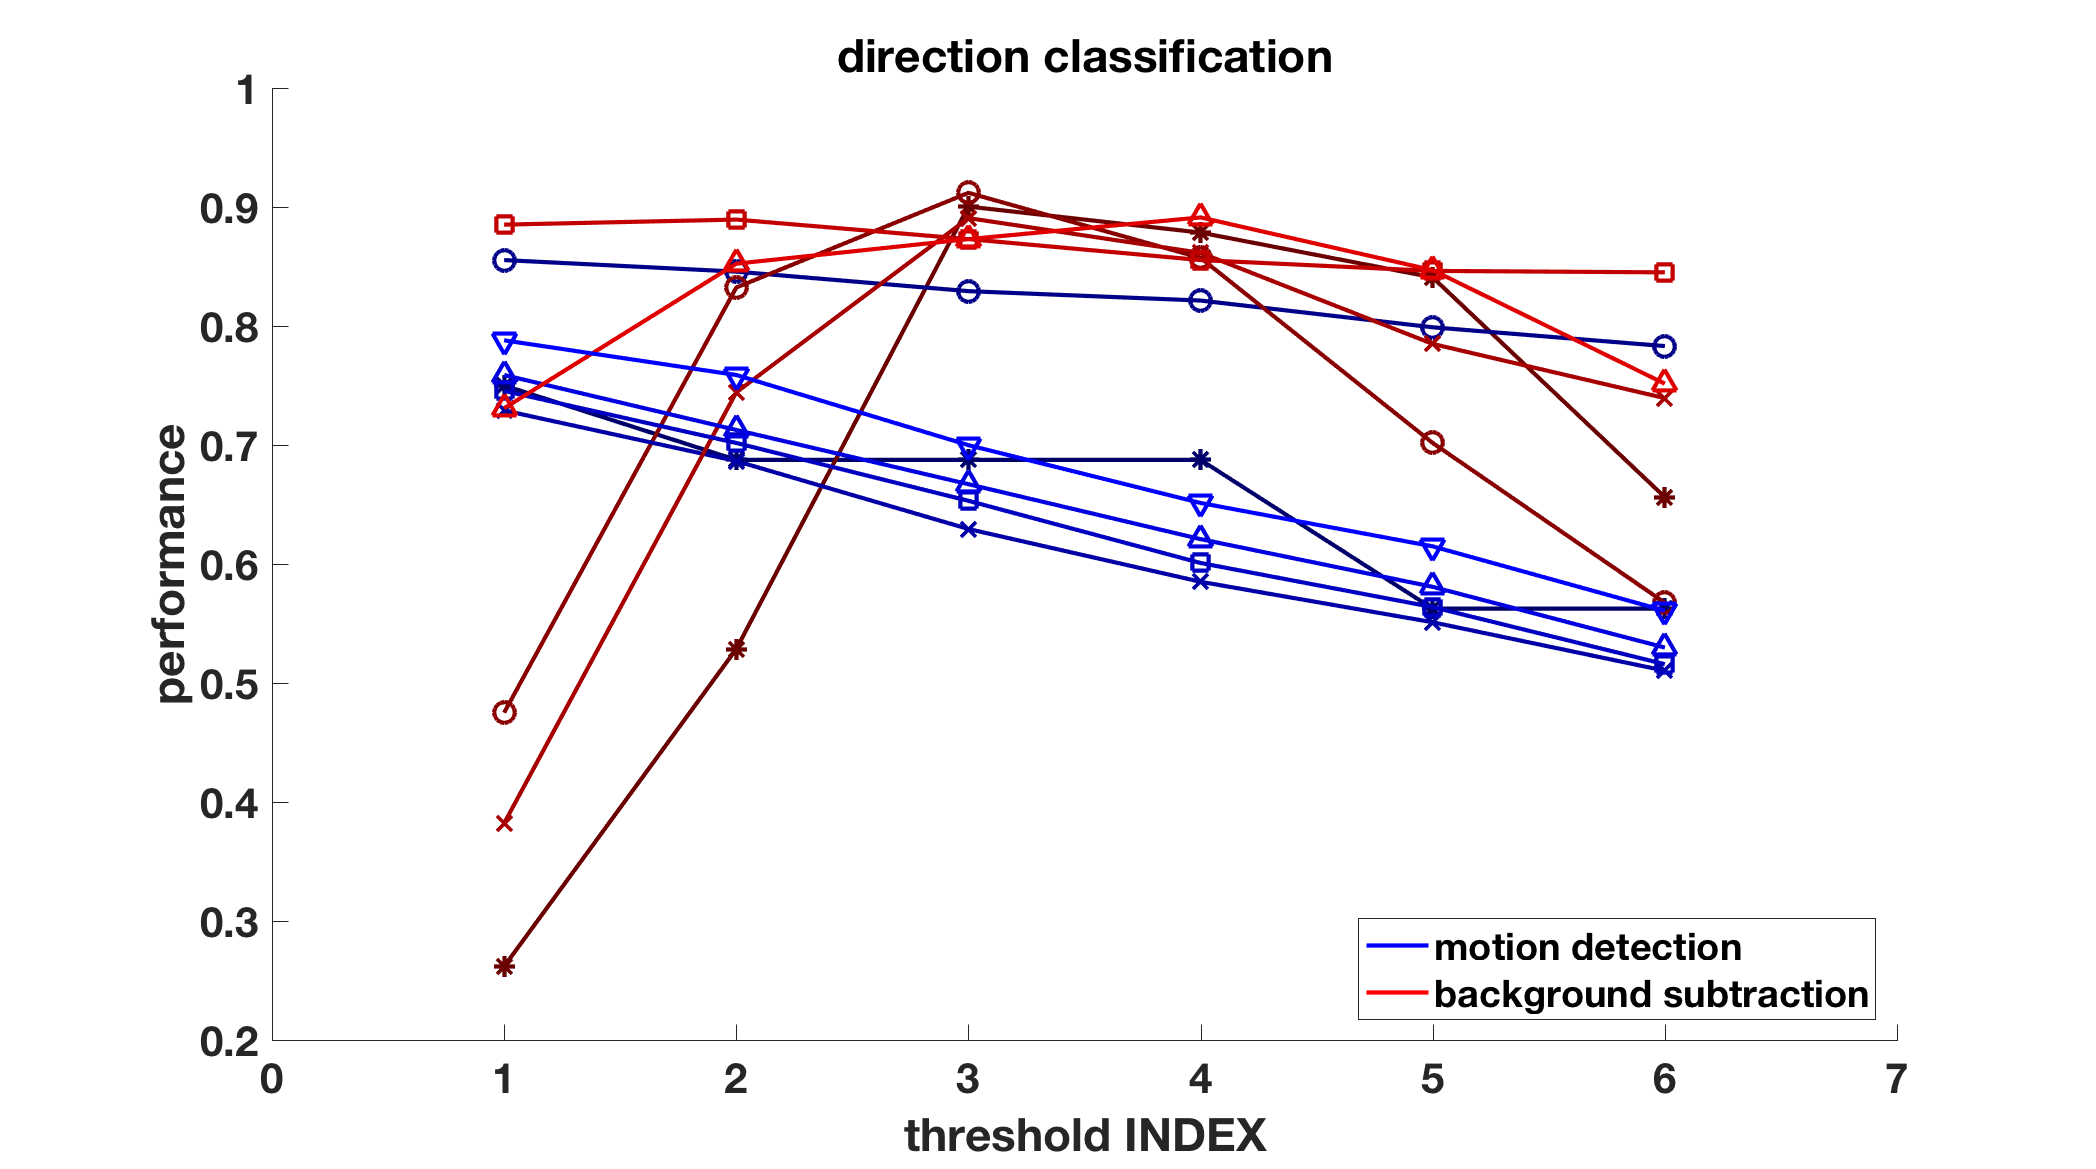 direction classification
1
0.9
0.8
0.7
0.6
0.5
0.4
0.3
0.2
performance
0 1 2 3 4 5 6 7
threshold INDEX
motion detection
background subtraction